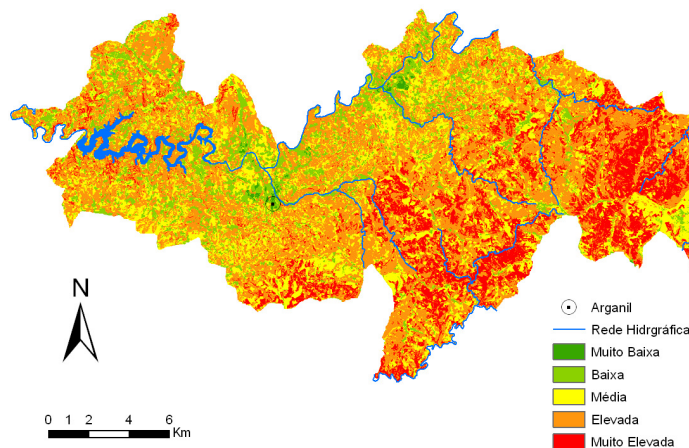 N
0 1 2 4 6
Km
Arganil
Rede Hidrgráfica
Muito Baixa
Baixa
Média
Elevada
Muito Elevada